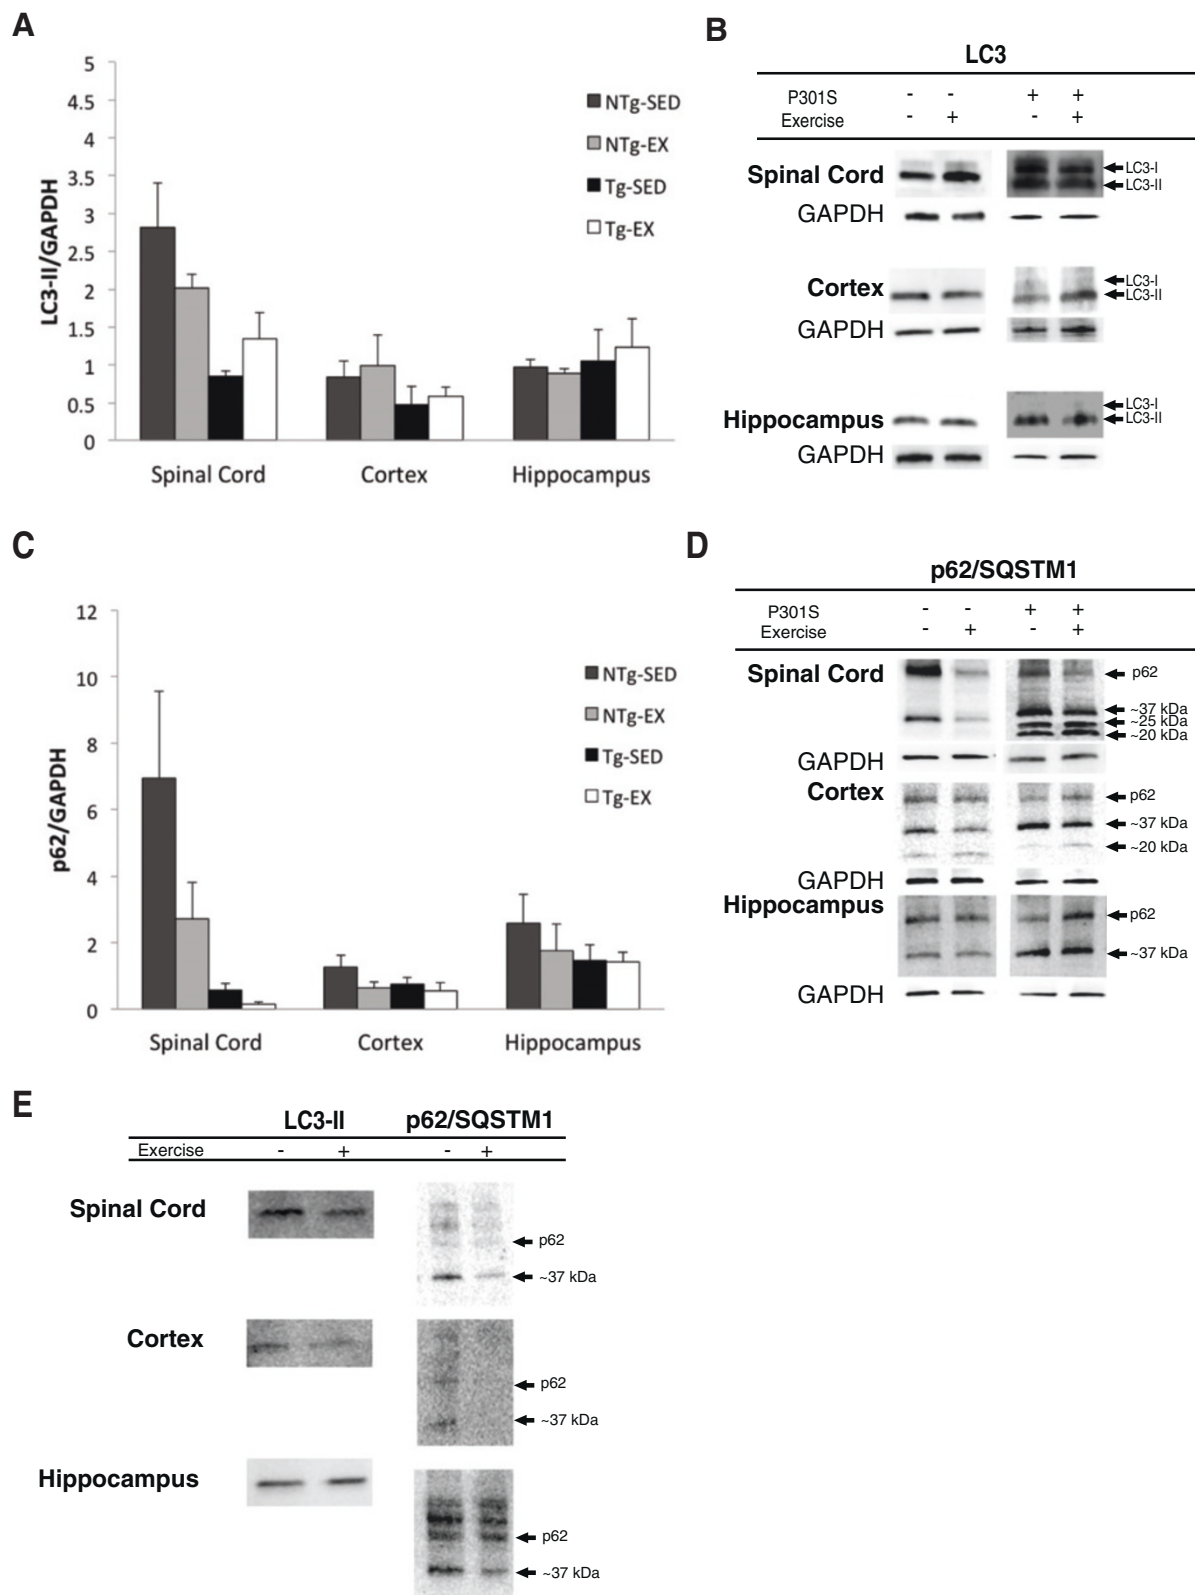 A
5
4.5
4
3.5
3
2.5
2
1.5
1
0.5
0
LC3-II/GAPDH
NTg-SED
NTg-EX
Tg-SED
Tg-EX
Spinal Cord Cortex Hippocampus
B
LC3
P301S - - + +
Exercise - + - +
Spinal Cord
LC3-I
LC3-II
GAPDH
Cortex
LC3-I
LC3-II
GAPDH
Hippocampus
LC3-I
LC3-II
GAPDH
C
12
10
8
6
4
2
0
p62/GAPDH
NTg-SED
NTg-EX
Tg-SED
Tg-EX
Spinal Cord Cortex Hippocampus
D
p62/SQSTM1
P301S - - + +
Exercise - + - +
Spinal Cord p62
~37 kDa
~25 kDa
~20 kDa
GAPDH
Cortex p62
~37 kDa
~20 kDa
GAPDH
Hippocampus p62
~37 kDa
GAPDH
E
LC3-II p62/SQSTM1
Exercise - + - +
Spinal Cord
p62
~37 kDa
Cortex
p62
~37 kDa
Hippocampus
p62
~37 kDa